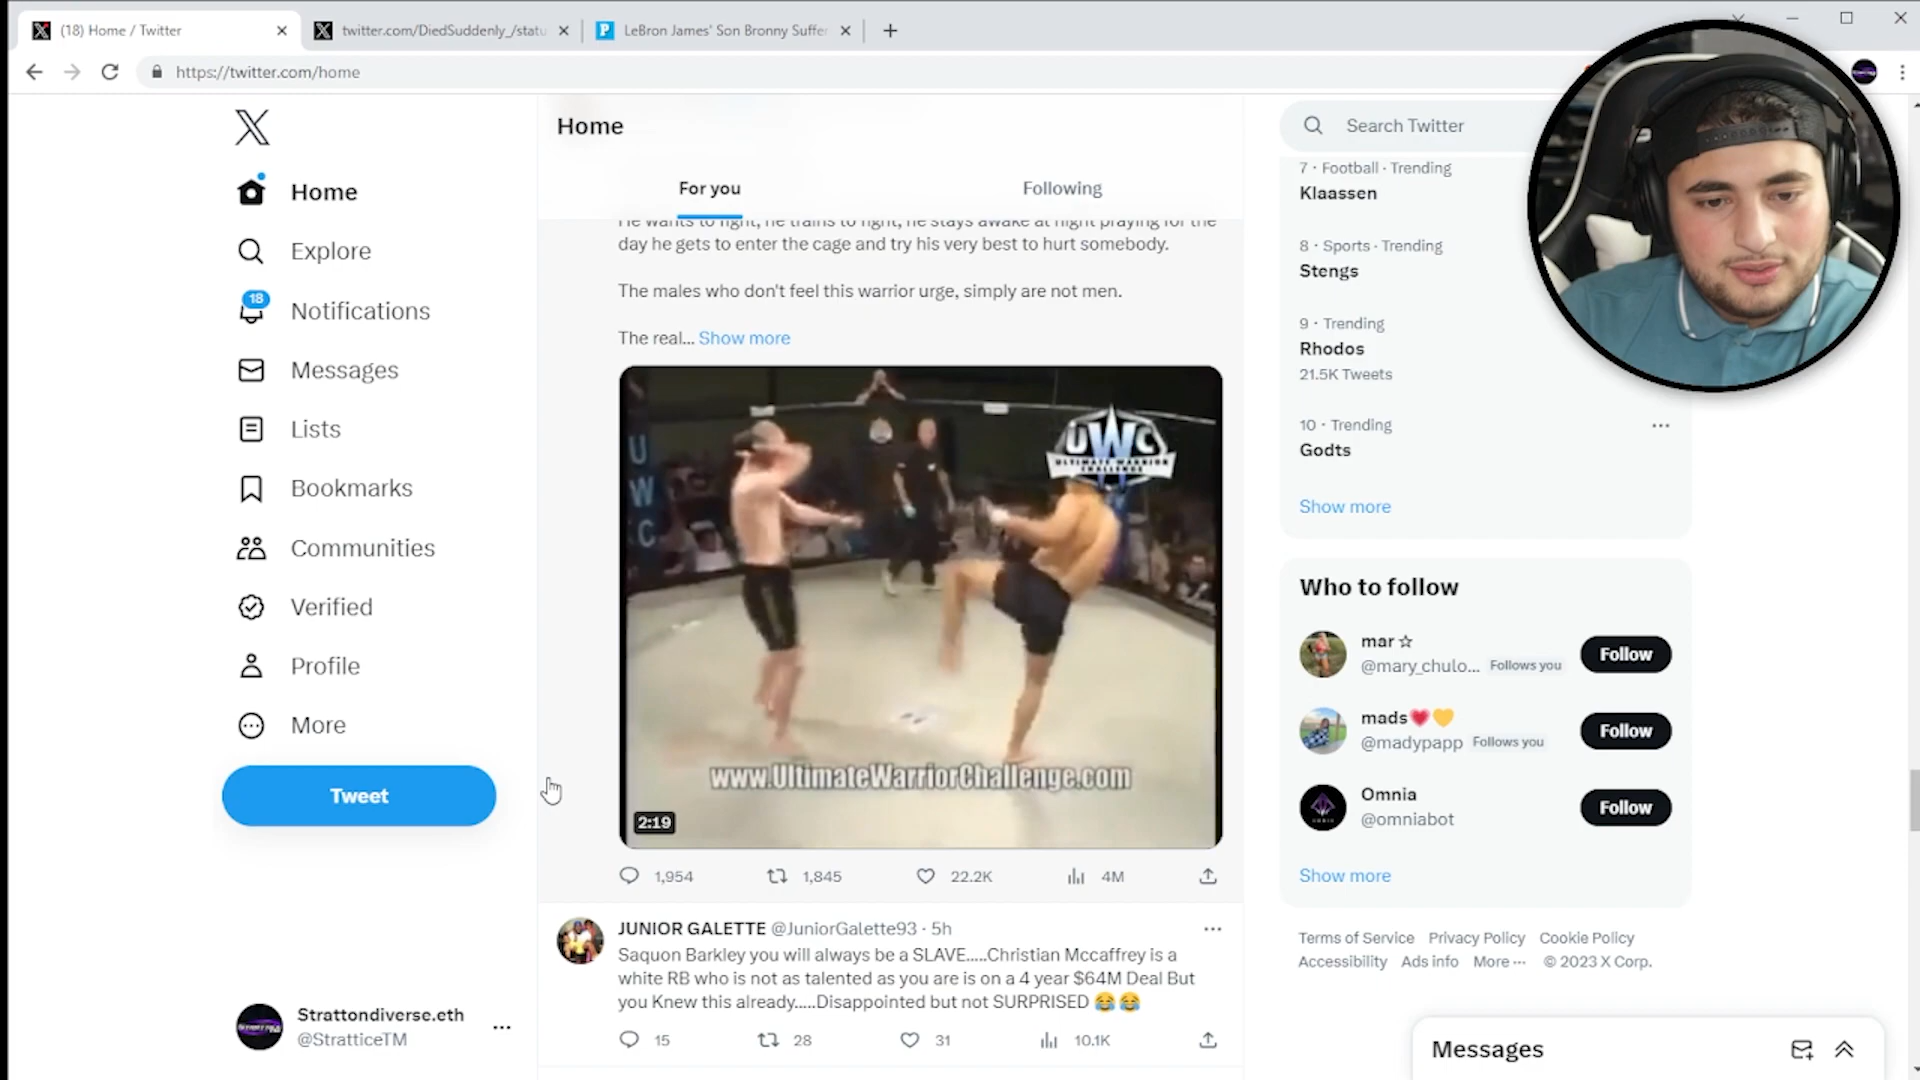 (18) Home / Twitter
twitter.com/DiedSuddenly_/statu
LeBron James' Son Bronny Suffer
https://twitter.com/home
Home
Explore
18
Notifications
Messages
Lists
Bookmarks
Communities
Verified
Profile
More
Tweet
Strattondiverse.eth
@StratticeTM
Home
For you
Following
He wants to fight, he trains to fight, he stays awake at night praying for the
day he gets to enter the cage and try his very best to hurt somebody.
The males who don't feel this warrior urge, simply are not men.
The real... Show more
UWC
UWC
ULTIMATE WARRIOR
CHALLENGE
www.UltimateWarriorChallenge.com
2:19
1,954
1,845
22.2K
4M
JUNIOR GALETTE @JuniorGalette93 · 5h
Saquon Barkley you will always be a SLAVE.....Christian Mccaffrey is a
white RB who is not as talented as you are is on a 4 year $64M Deal But
you Knew this already.....Disappointed but not SURPRISED 😂😂
15
28
31
10.1K
Search Twitter
7 · Football · Trending
Klaassen
8 · Sports · Trending
Stengs
9 · Trending
Rhodos
21.5K Tweets
10 · Trending
Godts
Show more
Who to follow
mar ☆
@mary_chulo... Follows you
Follow
mads💗💛
@madypapp Follows you
Follow
Omnia
@omniabot
Follow
Show more
Terms of Service Privacy Policy Cookie Policy
Accessibility Ads info More ··· © 2023 X Corp.
Messages